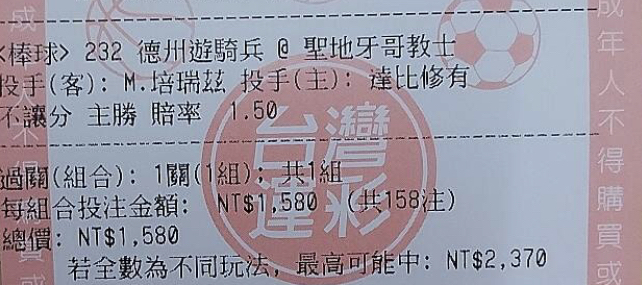 <棒球> 232 德州遊騎兵 @ 聖地牙哥教士
投手(客): M.培瑞茲 投手(主): 達比修有
不讓分 主勝 賠率 1.50
過關(組合): 1關(1組): 共1組
每組合投注金額: NT$1,580 (共158注)
總價: NT$1,580
若全數為不同玩法, 最高可能中: NT$2,370
台灣
運彩
成年人不得購買或